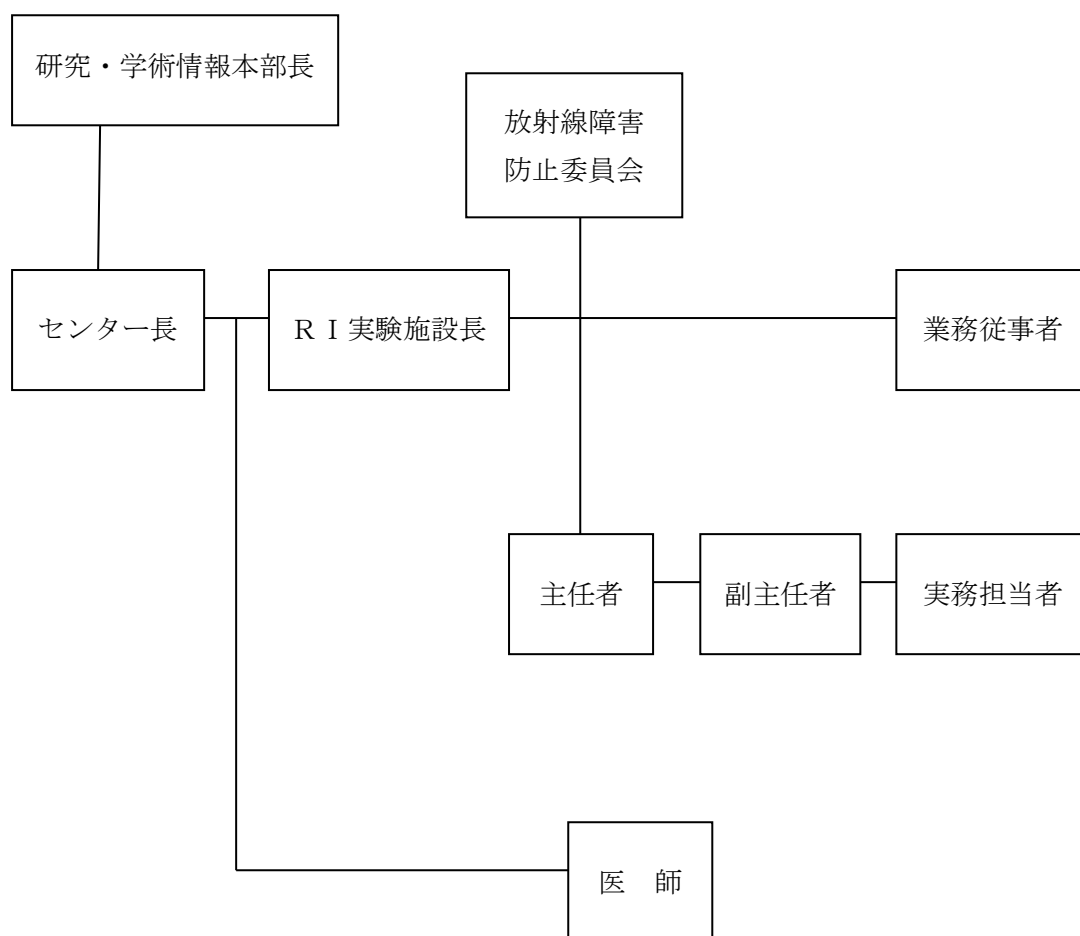 研究・学術情報本部長
放射線障害
防止委員会
センター長
ＲＩ実験施設長
業務従事者
主任者
副主任者
実務担当者
医　師